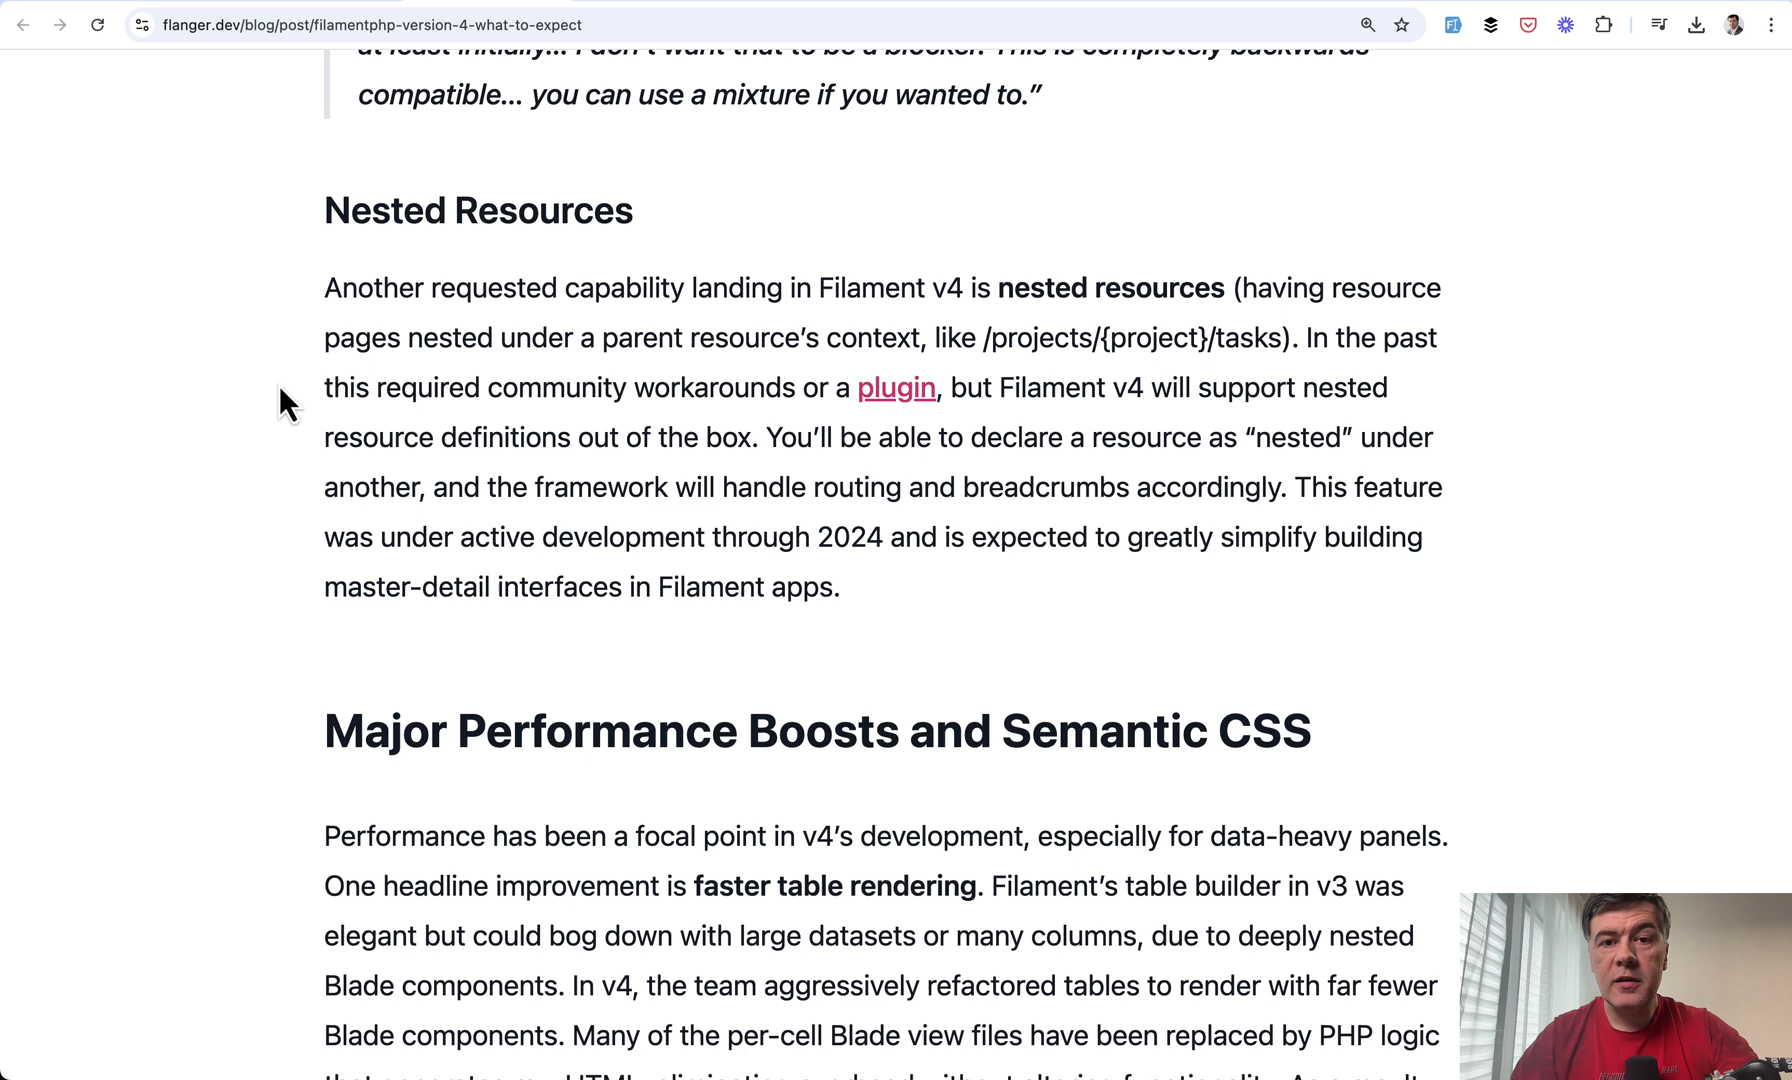 flanger.dev/blog/post/filamentphp-version-4-what-to-expect
at least initially... I don't want that to be a blocker. This is completely backwards
compatible... you can use a mixture if you wanted to.”
Nested Resources
Another requested capability landing in Filament v4 is nested resources (having resource
pages nested under a parent resource’s context, like /projects/{project}/tasks). In the past
this required community workarounds or a plugin, but Filament v4 will support nested
resource definitions out of the box. You’ll be able to declare a resource as “nested” under
another, and the framework will handle routing and breadcrumbs accordingly. This feature
was under active development through 2024 and is expected to greatly simplify building
master-detail interfaces in Filament apps.
Major Performance Boosts and Semantic CSS
Performance has been a focal point in v4’s development, especially for data-heavy panels.
One headline improvement is faster table rendering. Filament’s table builder in v3 was
elegant but could bog down with large datasets or many columns, due to deeply nested
Blade components. In v4, the team aggressively refactored tables to render with far fewer
Blade components. Many of the per-cell Blade view files have been replaced by PHP logic